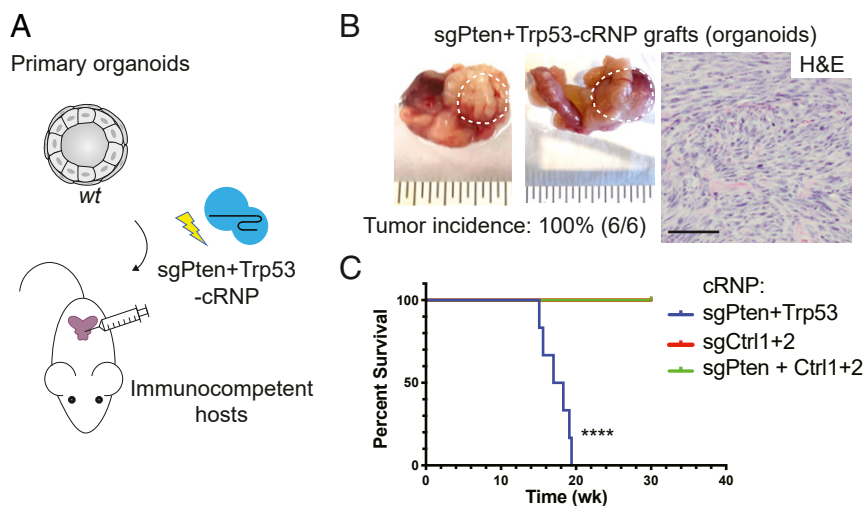 A
Primary organoids
wt
sgPten+Trp53
-cRNP
Immunocompetent
hosts
B
sgPten+Trp53-cRNP grafts (organoids)
H&E
Tumor incidence: 100% (6/6)
C
cRNP:
sgPten+Trp53
sgCtrl1+2
sgPten + Ctrl1+2
Percent Survival
100
50
0
****
0
10
20
30
40
Time (wk)